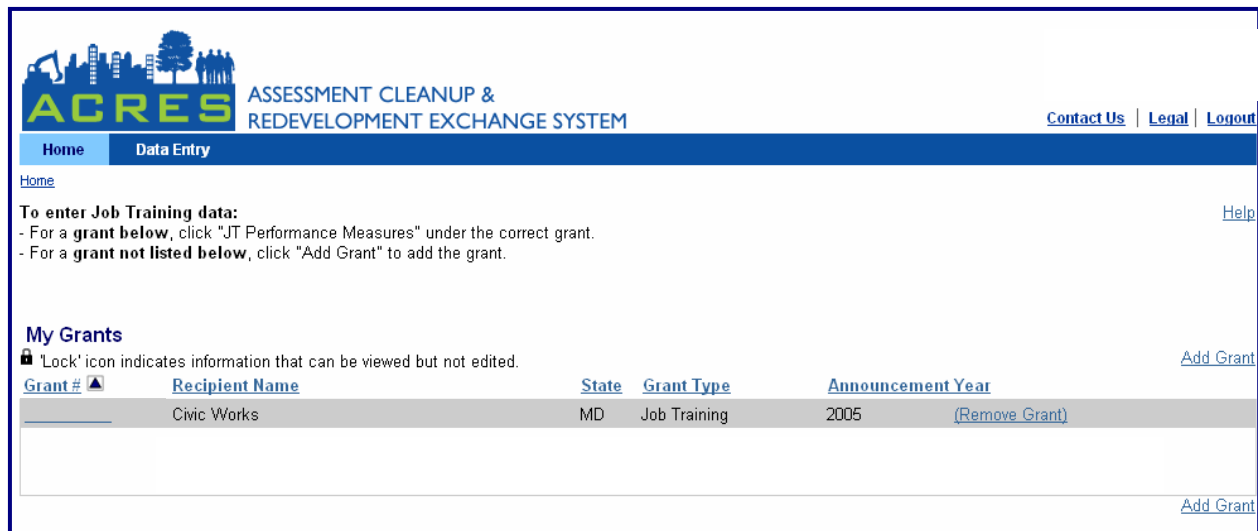 ACRES
ASSESSMENT CLEANUP &
REDEVELOPMENT EXCHANGE SYSTEM
Contact Us | Legal | Logout
Home Data Entry
Home
To enter Job Training data:
Help
- For a grant below, click "JT Performance Measures" under the correct grant.
- For a grant not listed below, click "Add Grant" to add the grant.
My Grants
'Lock' icon indicates information that can be viewed but not edited.
Add Grant
Grant # Recipient Name State Grant Type Announcement Year
Civic Works MD Job Training 2005 (Remove Grant)
Add Grant